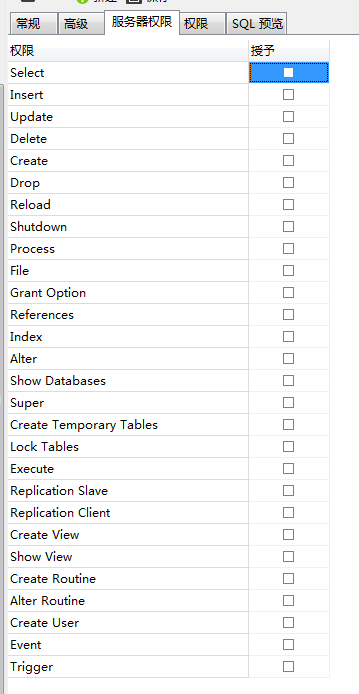 常规 高级 服务器权限 权限 SQL 预览
权限 授予
Select
Insert
Update
Delete
Create
Drop
Reload
Shutdown
Process
File
Grant Option
References
Index
Alter
Show Databases
Super
Create Temporary Tables
Lock Tables
Execute
Replication Slave
Replication Client
Create View
Show View
Create Routine
Alter Routine
Create User
Event
Trigger